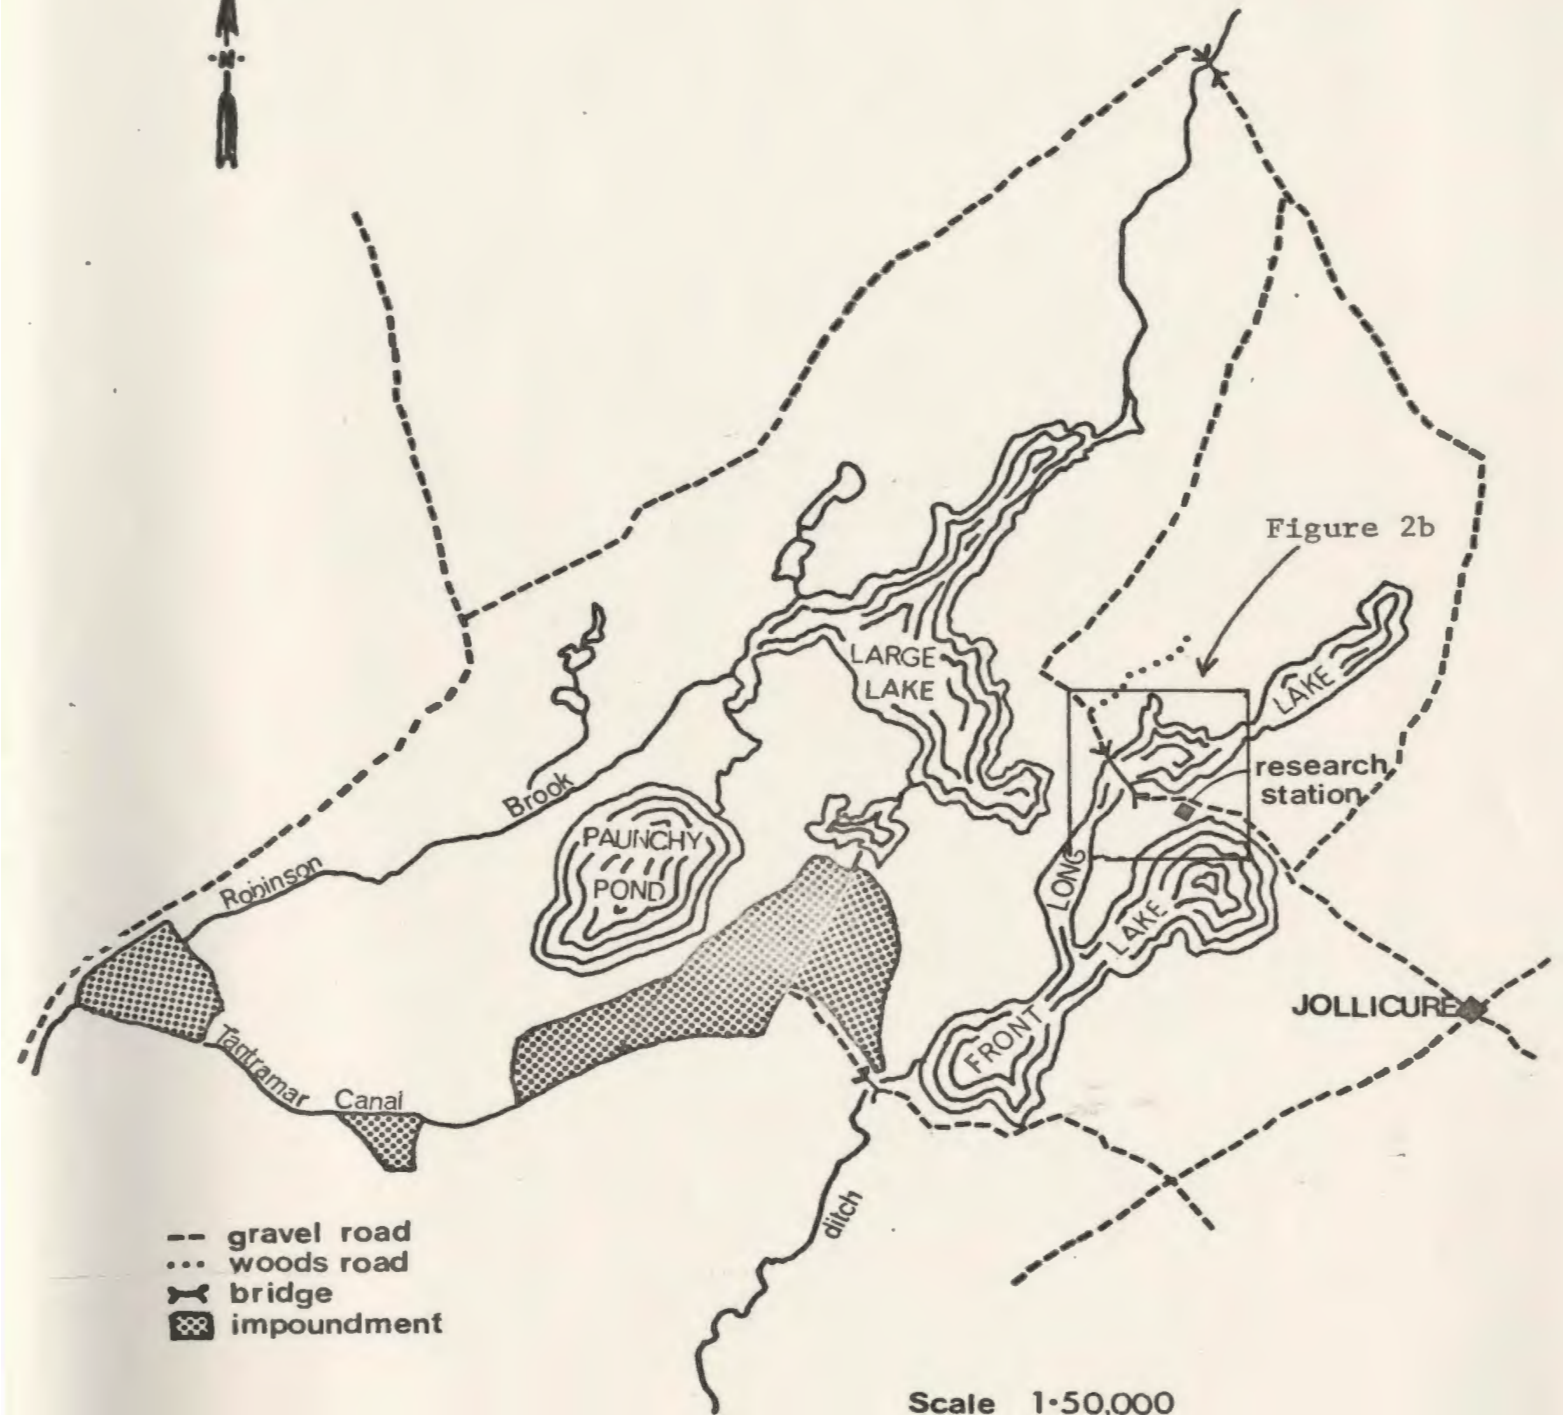 N
Figure 2b
LARGE
LAKE
LAKE
research
station
Brook
PAUNCHY
POND
Robinson
LONG
LAKE
JOLLICURE
FRONT
Tantramar
Canal
ditch
gravel road
woods road
bridge
impoundment
Scale 1·50,000